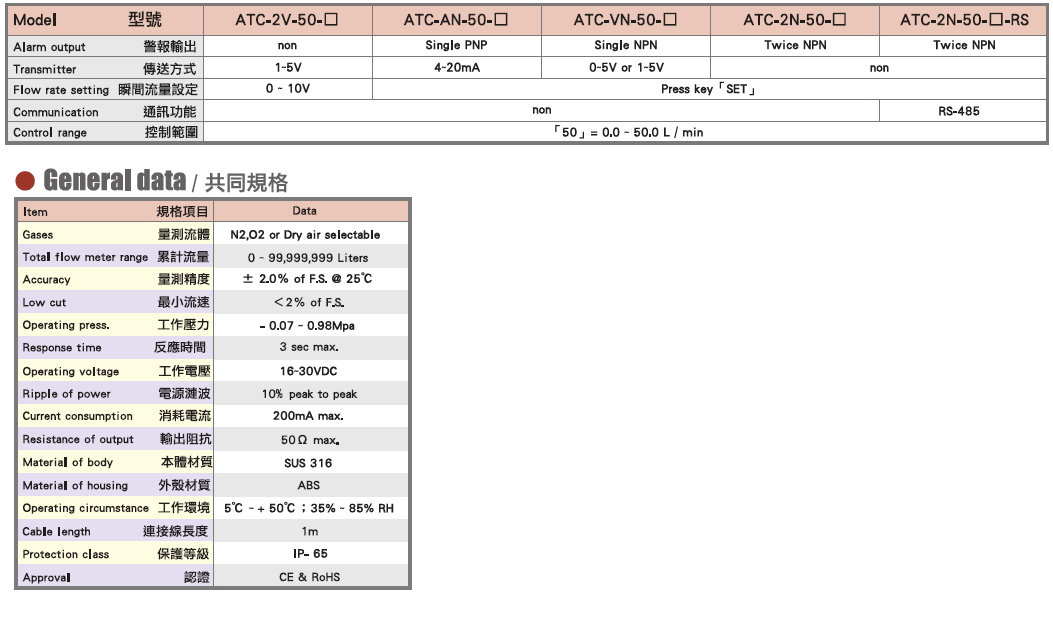 Model 型號 ATC-2V-50-□ ATC-AN-50-□ ATC-VN-50-□ ATC-2N-50-□ ATC-2N-50-□-RS
Alarm output 警報輸出 non Single PNP Single NPN Twice NPN Twice NPN
Transmitter 傳送方式 1~5V 4~20mA 0~5V or 1~5V non
Flow rate setting 瞬間流量設定 0 ~ 10V Press key「SET」
Communication 通訊功能 non RS-485
Control range 控制範圍 「50」= 0.0 ~ 50.0 L / min
● General data / 共同規格
Item 規格項目 Data
Gases 量測流體 N2,O2 or Dry air selectable
Total flow meter range 累計流量 0 ~ 99,999,999 Liters
Accuracy 量測精度 ± 2.0% of F.S. @ 25℃
Low cut 最小流速 <2% of F.S.
Operating press. 工作壓力 - 0.07 ~ 0.98Mpa
Response time 反應時間 3 sec max.
Operating voltage 工作電壓 16~30VDC
Ripple of power 電源漣波 10% peak to peak
Current consumption 消耗電流 200mA max.
Resistance of output 輸出阻抗 50Ω max.
Material of body 本體材質 SUS 316
Material of housing 外殼材質 ABS
Operating circumstance 工作環境 5℃ ~ + 50℃ ; 35% ~ 85% RH
Cable length 連接線長度 1m
Protection class 保護等級 IP- 65
Approval 認證 CE & RoHS